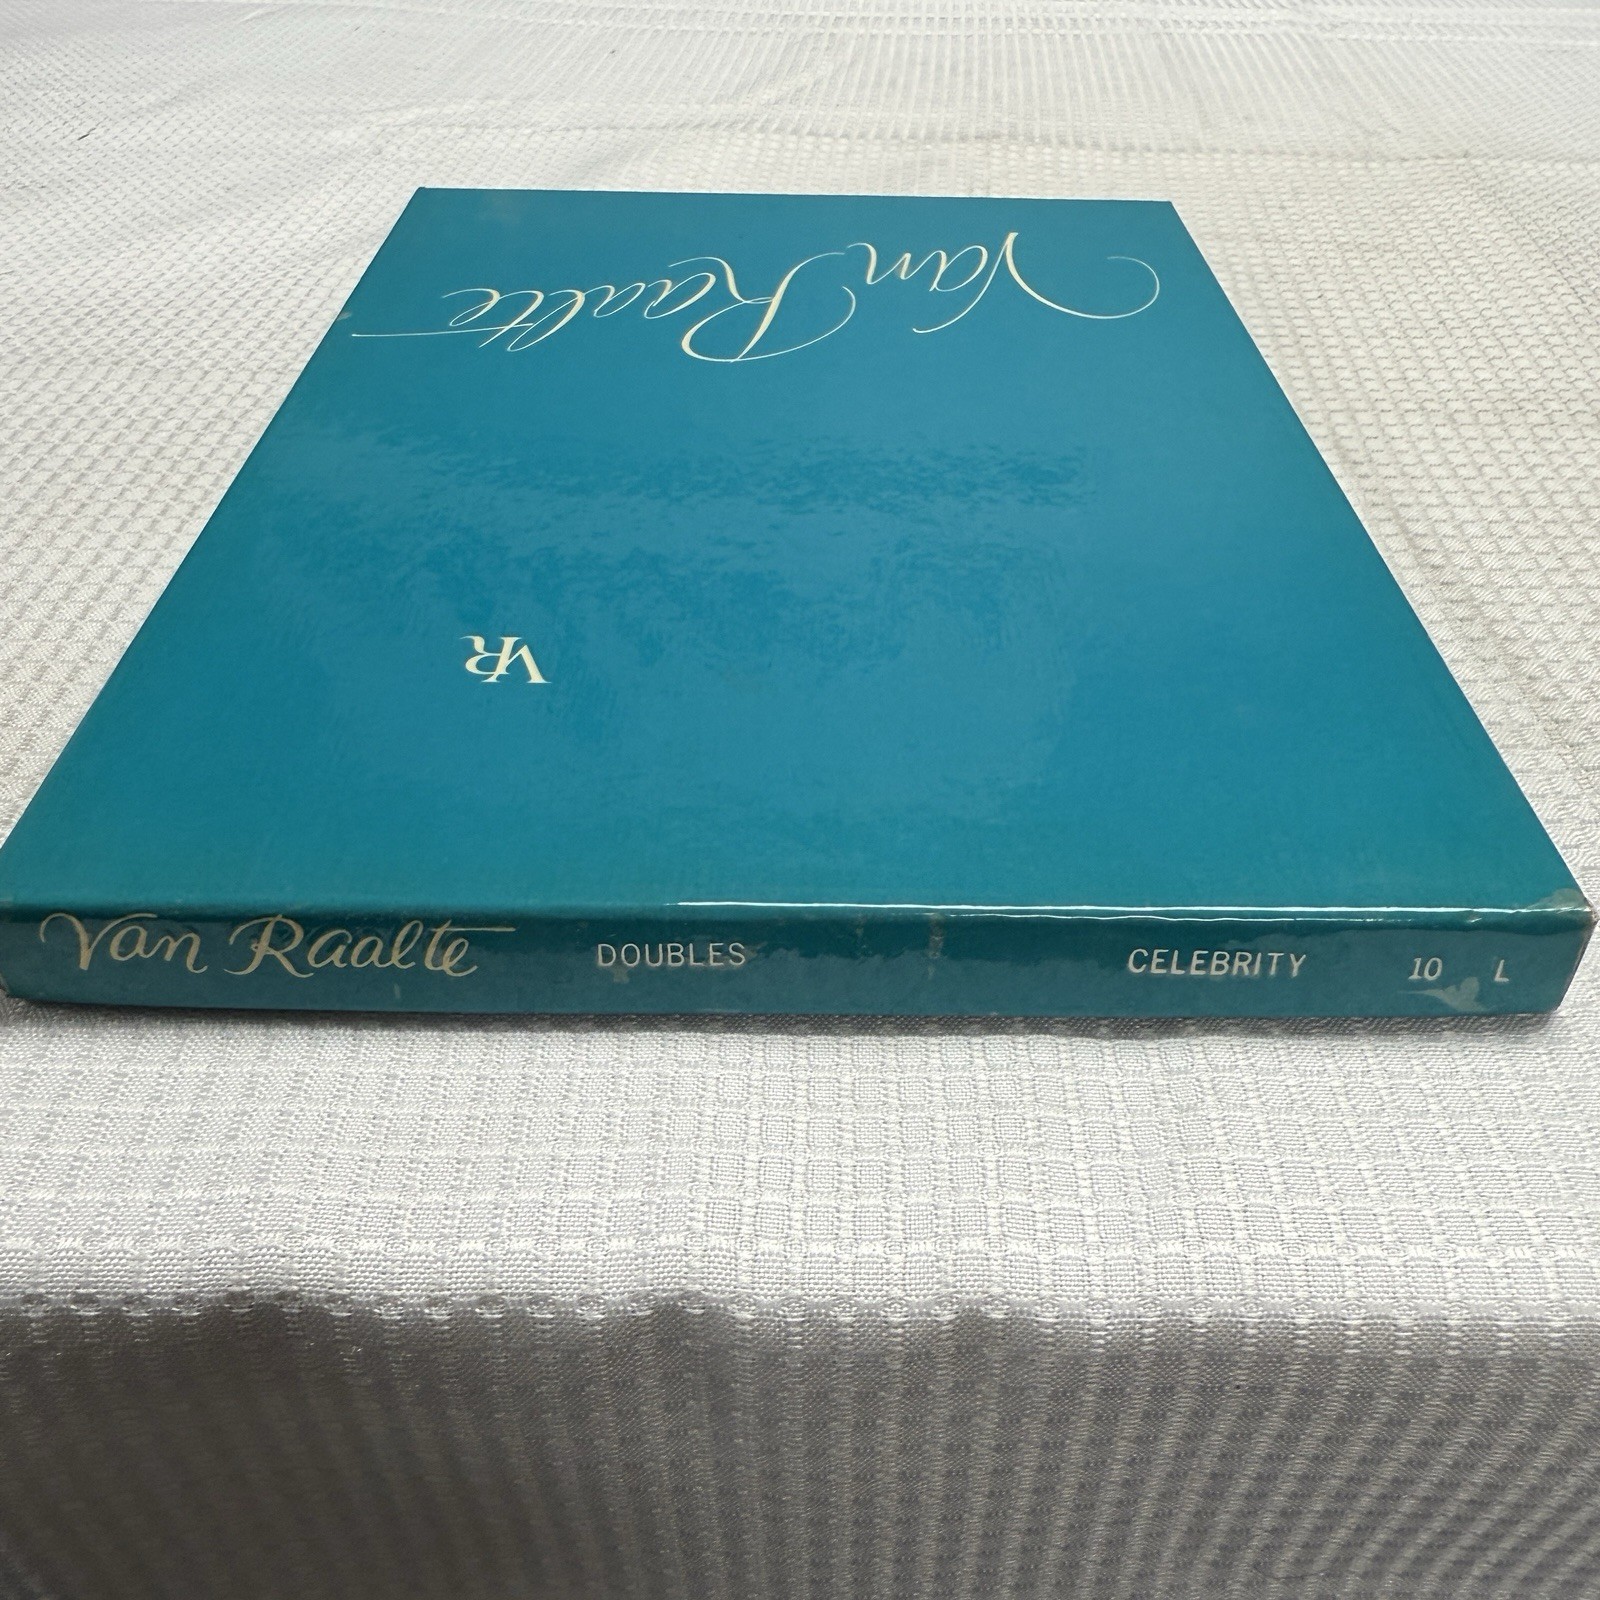 Van Raalte
VR
Van Raalte DOUBLES CELEBRITY 10 L